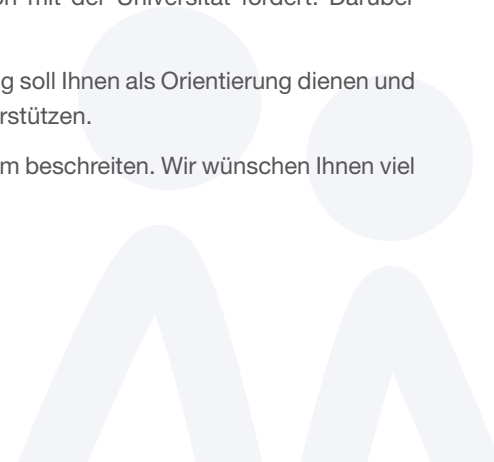 on mit der Universität fördert. Darüber
g soll Ihnen als Orientierung dienen und
rstützen.
m beschreiten. Wir wünschen Ihnen viel